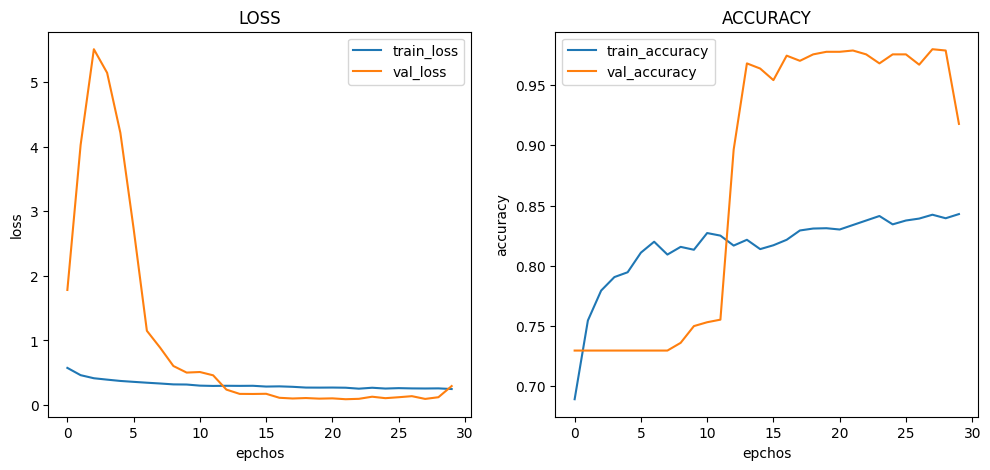 LOSS
train_loss
val_loss
loss
5
4
3
2
1
0
0 5 10 15 20 25 30
epchos
ACCURACY
train_accuracy
val_accuracy
accuracy
0.95
0.90
0.85
0.80
0.75
0.70
0 5 10 15 20 25 30
epchos